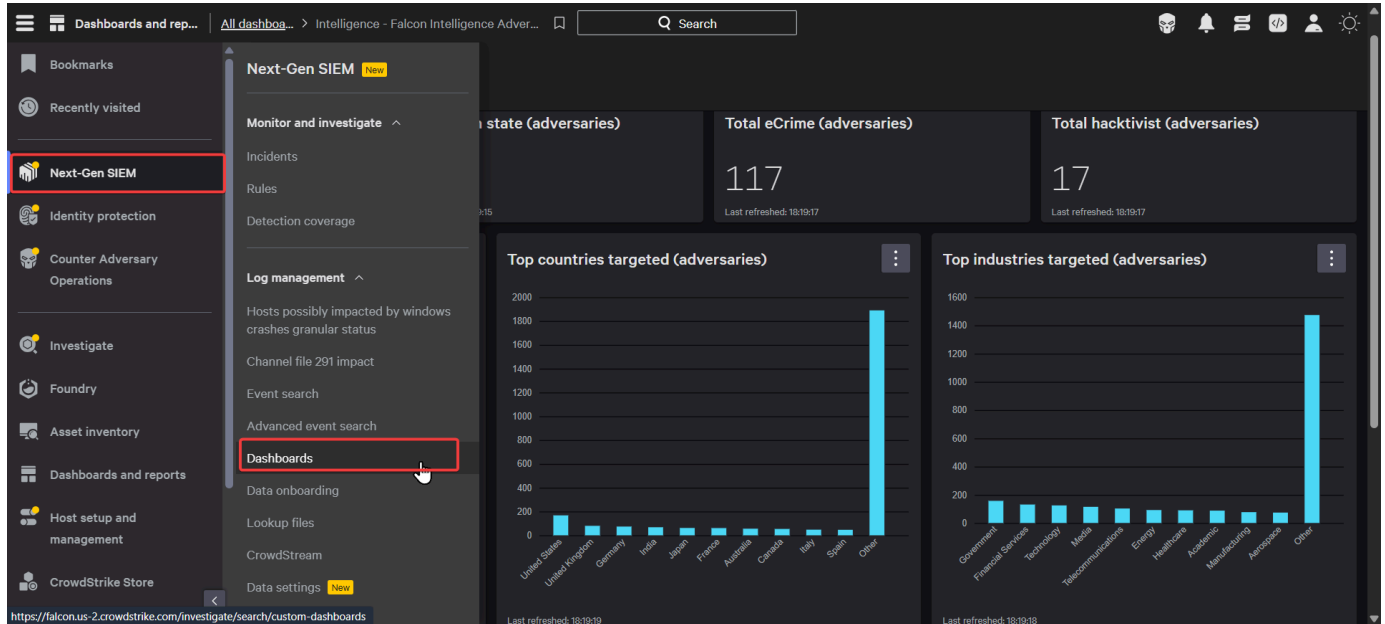 Dashboards and rep...
All dashboa... > Intelligence - Falcon Intelligence Adver...
Search
Bookmarks
Recently visited
Next-Gen SIEM
Identity protection
Counter Adversary
Operations
Investigate
Foundry
Asset inventory
Dashboards and reports
Host setup and
management
CrowdStrike Store
https://falcon.us-2.crowdstrike.com/investigate/search/custom-dashboards
Next-Gen SIEM New
Monitor and investigate
Incidents
Rules
Detection coverage
Log management
Hosts possibly impacted by windows
crashes granular status
Channel file 291 impact
Event search
Advanced event search
Dashboards
Data onboarding
Lookup files
CrowdStream
Data settings New
state (adversaries)
:15
Total eCrime (adversaries)
117
Last refreshed: 18:19:17
Total hacktivist (adversaries)
17
Last refreshed: 18:19:17
Top countries targeted (adversaries)
2000
1800
1600
1400
1200
1000
800
600
400
200
0
United States
United Kingdom
Germany
India
Japan
France
Australia
Canada
Italy
Spain
Other
Last refreshed: 18:19:19
Top industries targeted (adversaries)
1600
1400
1200
1000
800
600
400
200
0
Government
Financial Services
Technology
Media
Telecommunications
Energy
Healthcare
Academic
Manufacturing
Aerospace
Other
Last refreshed: 18:19:18